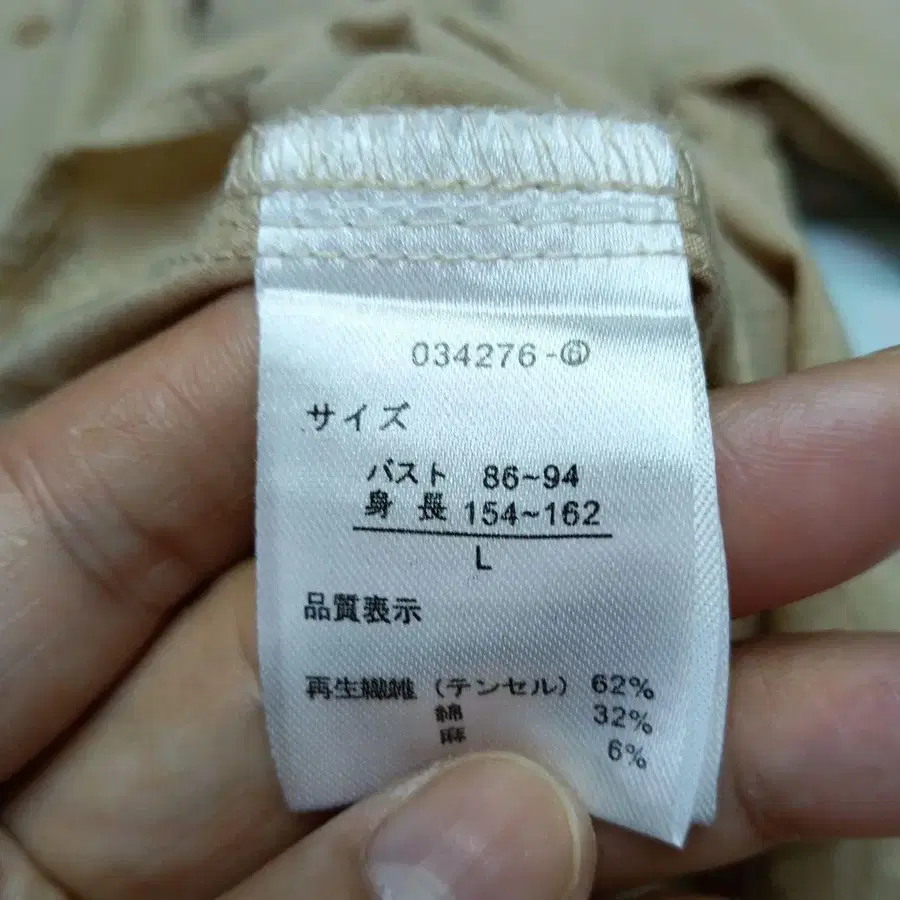 034276-⑥
サイズ
バスト 86~94
身長 154~162
L
品質表示
再生繊維 (テンセル) 62%
綿 32%
麻 6%